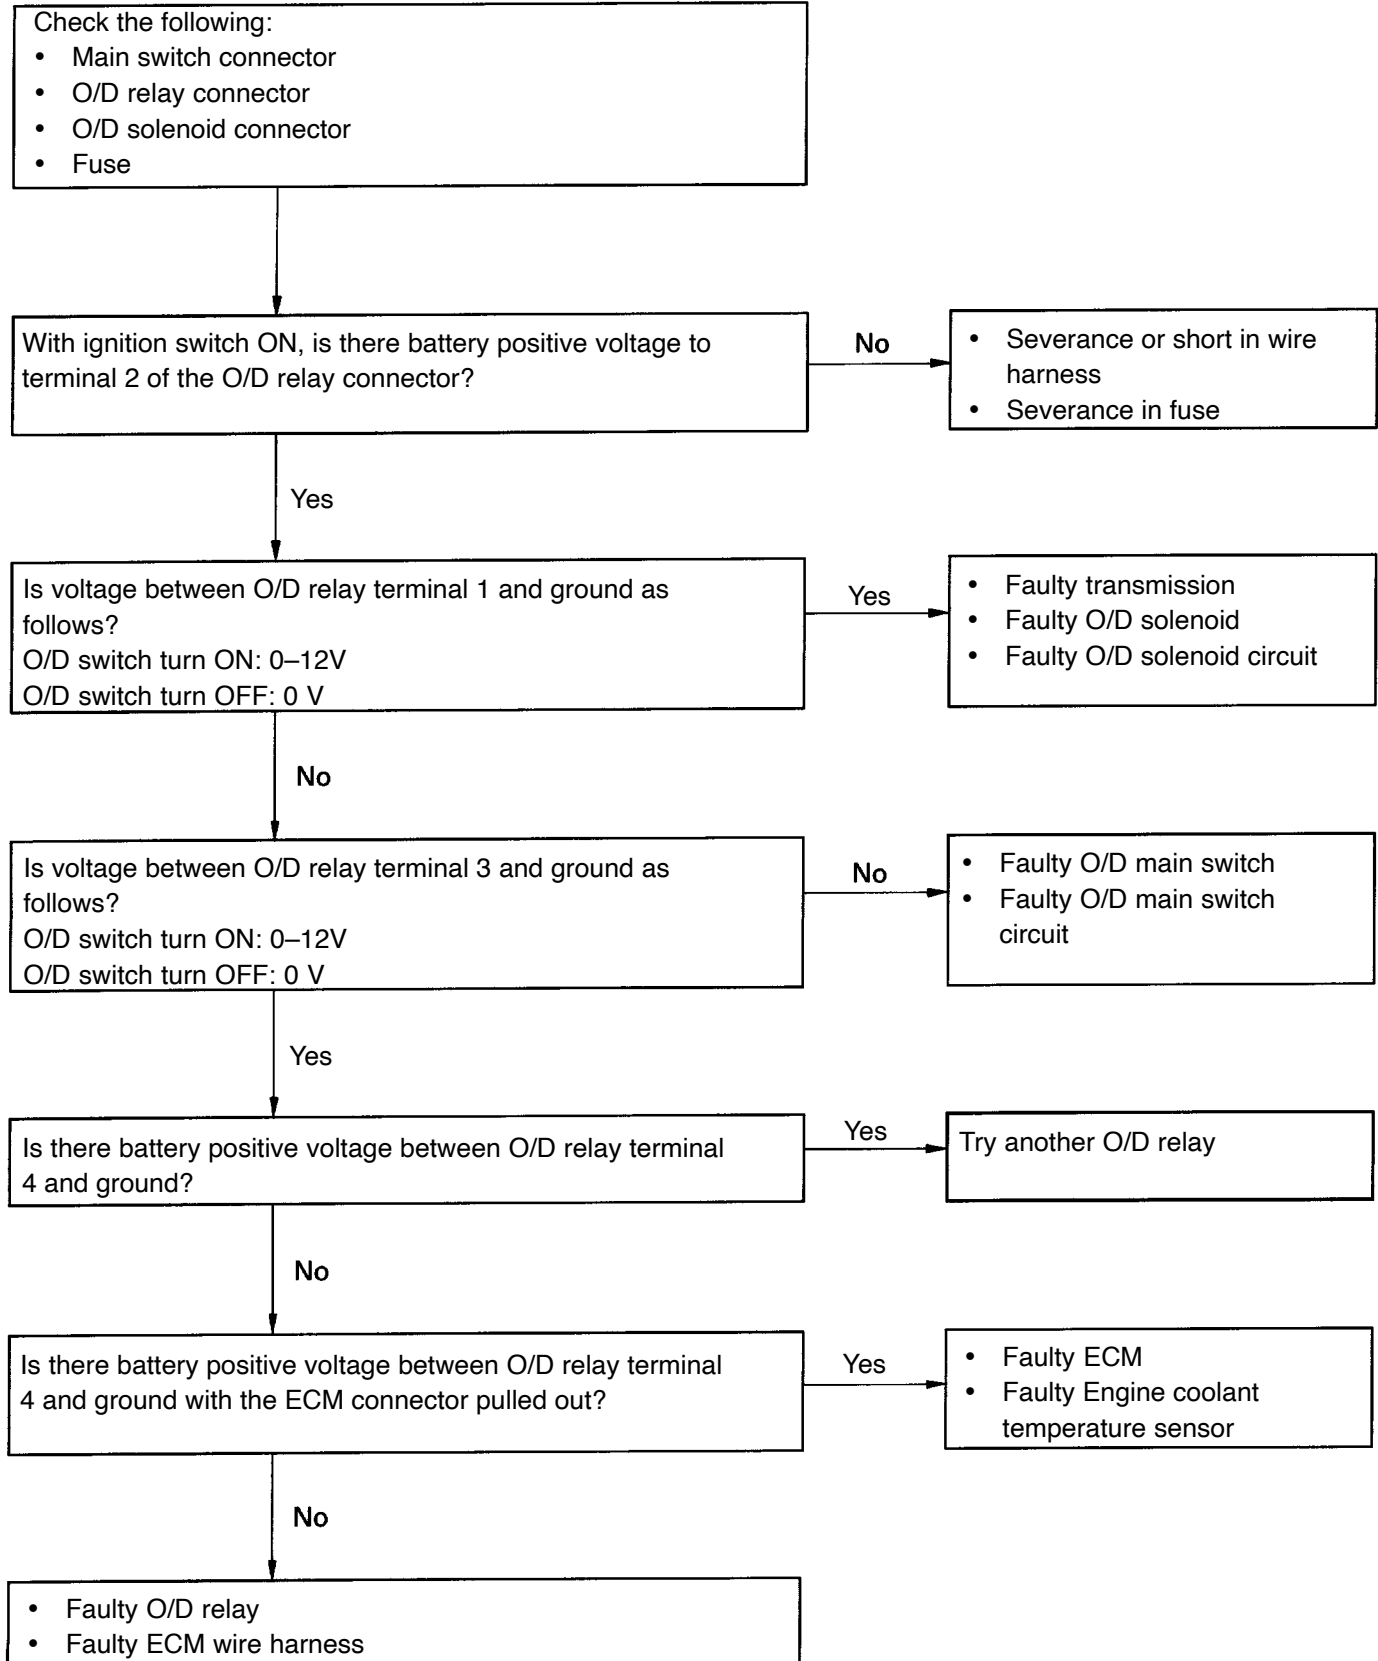 Check the following:
• Main switch connector
• O/D relay connector
• O/D solenoid connector
• Fuse
With ignition switch ON, is there battery positive voltage to
terminal 2 of the O/D relay connector?
No
• Severance or short in wire
harness
• Severance in fuse
Yes
Is voltage between O/D relay terminal 1 and ground as
follows?
O/D switch turn ON: 0–12V
O/D switch turn OFF: 0 V
Yes
• Faulty transmission
• Faulty O/D solenoid
• Faulty O/D solenoid circuit
No
Is voltage between O/D relay terminal 3 and ground as
follows?
O/D switch turn ON: 0–12V
O/D switch turn OFF: 0 V
No
• Faulty O/D main switch
• Faulty O/D main switch
circuit
Yes
Is there battery positive voltage between O/D relay terminal
4 and ground?
Yes
Try another O/D relay
No
Is there battery positive voltage between O/D relay terminal
4 and ground with the ECM connector pulled out?
Yes
• Faulty ECM
• Faulty Engine coolant
temperature sensor
No
• Faulty O/D relay
• Faulty ECM wire harness